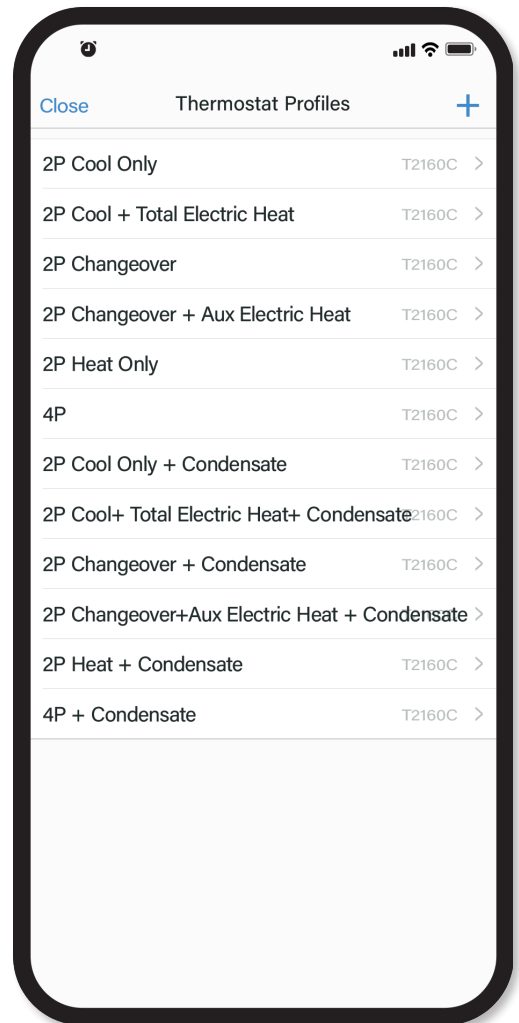 Close Thermostat Profiles +
2P Cool Only T2160C
2P Cool + Total Electric Heat T2160C
2P Changeover T2160C
2P Changeover + Aux Electric Heat T2160C
2P Heat Only T2160C
4P T2160C
2P Cool Only + Condensate T2160C
2P Cool+ Total Electric Heat+ Condensate 2160C
2P Changeover + Condensate T2160C
2P Changeover+Aux Electric Heat + Condensate
2P Heat + Condensate T2160C
4P + Condensate T2160C